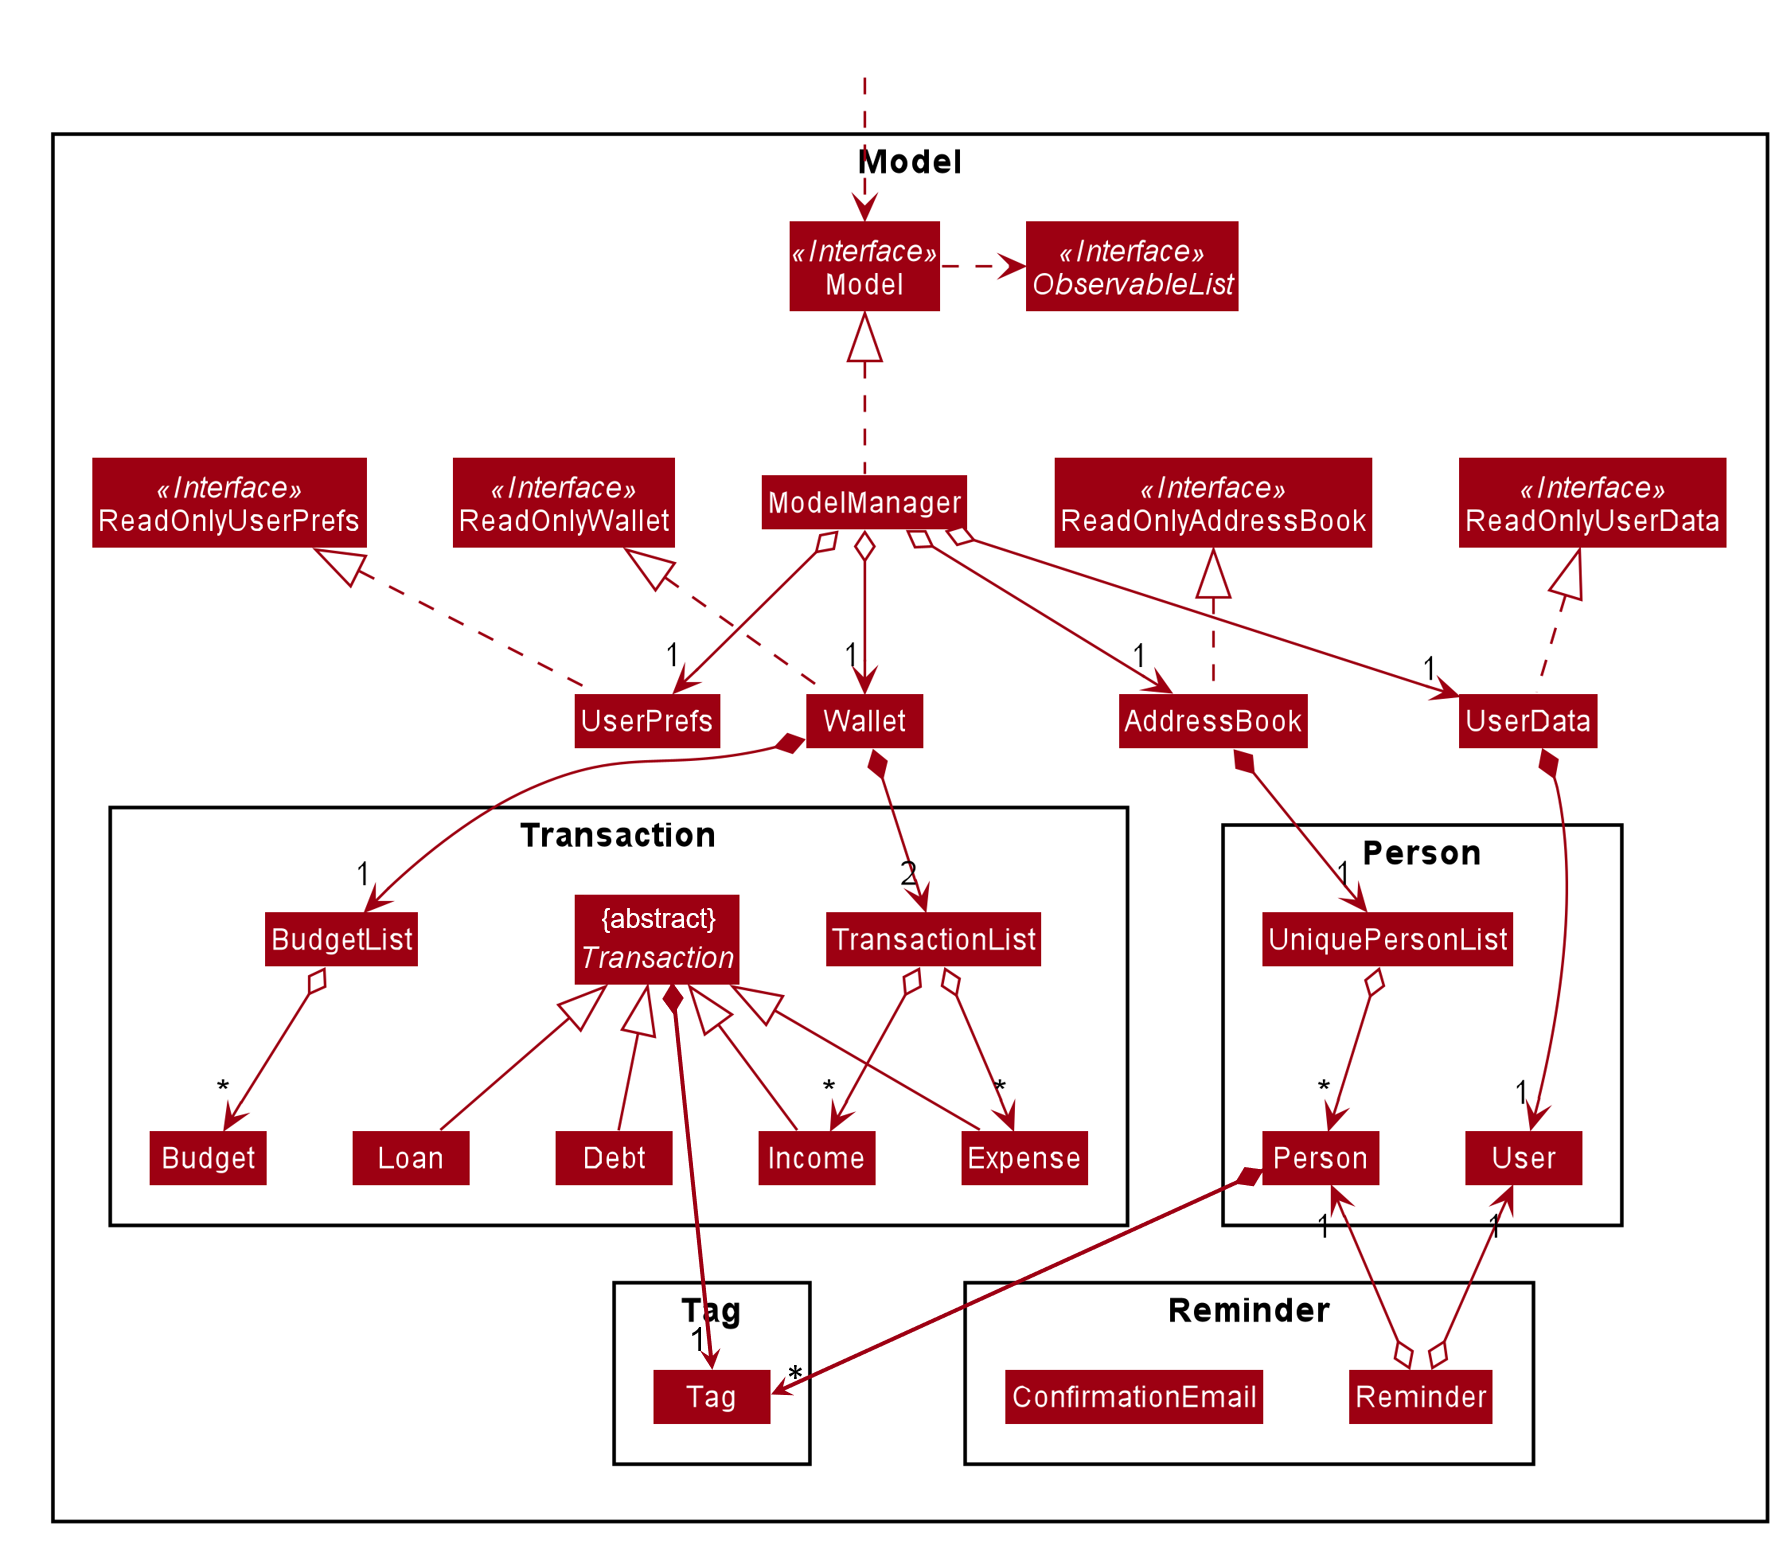 Model
«Interface»
Model
«Interface»
ObservableList
«Interface»
ReadOnlyUserPrefs
«Interface»
ReadOnlyWallet
ModelManager
«Interface»
ReadOnlyAddressBook
«Interface»
ReadOnlyUserData
1
1
1
1
UserPrefs
Wallet
AddressBook
UserData
Transaction
Person
1
2
1
BudgetList
{abstract}
Transaction
TransactionList
UniquePersonList
*
*
*
*
1
Budget
Loan
Debt
Income
Expense
Person
User
1
1
Tag
Reminder
1
*
Tag
ConfirmationEmail
Reminder